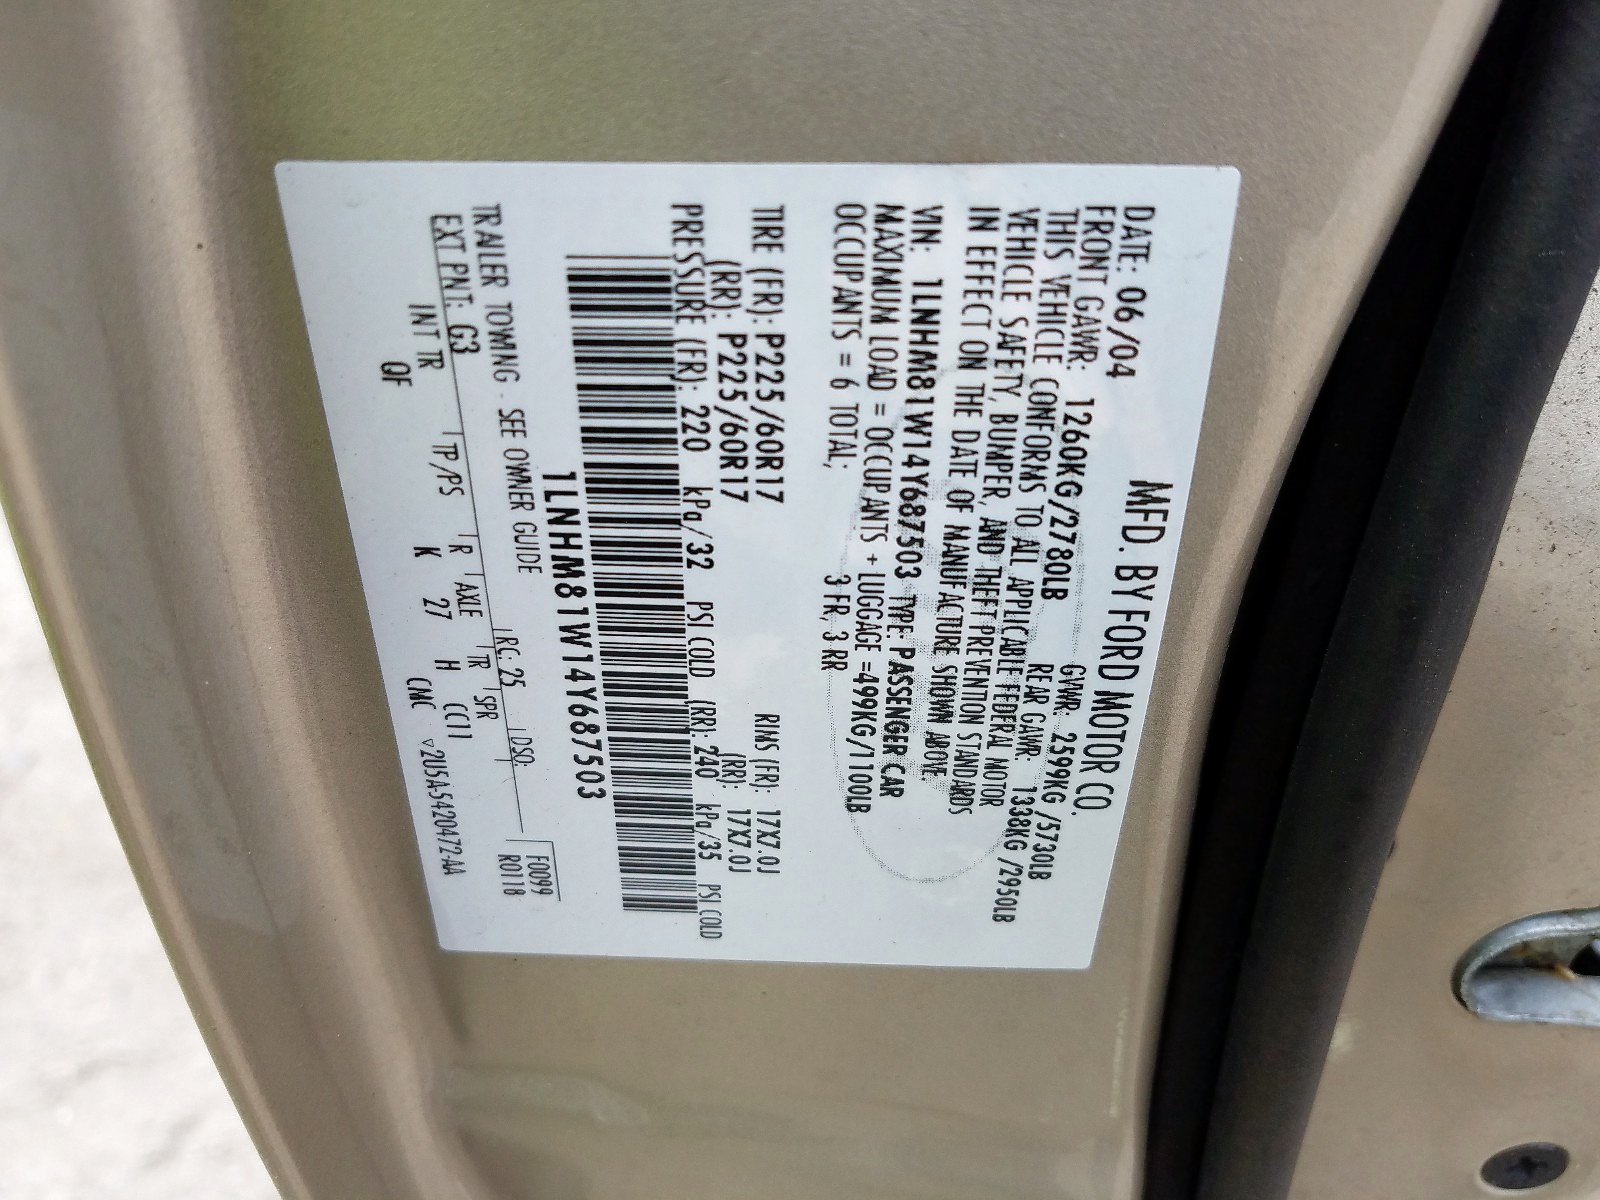 MFD. BY FORD MOTOR CO.
DATE: 06/04 GVWR: 2599KG/5730LB
FRONT GAWR: 1260KG/2780LB REAR GAWR: 1338KG/2950LB
THIS VEHICLE CONFORMS TO ALL APPLICABLE FEDERAL MOTOR
VEHICLE SAFETY, BUMPER, AND THEFT PREVENTION STANDARDS
IN EFFECT ON THE DATE OF MANUFACTURE SHOWN ABOVE
VIN: 1LNHM81W14Y687503 TYPE: PASSENGER CAR
MAXIMUM LOAD = OCCUPANTS + LUGGAGE = 499KG/1100LB
OCCUPANTS = 6 TOTAL; 3 FR, 3 RR
TIRE (FR): P225/60R17 RIMS (FR): 17X7.0J
(RR): P225/60R17 (RR): 17X7.0J
PRESSURE (FR): 220 kPa/32 PSI COLD (RR): 240 kPa/35 PSI COLD
1LNHM81W14Y687503
TRAILER TOWING - SEE OWNER GUIDE
F0099
R0118
EXT PNT: G3 RC: 25 DSO:
INT TR TP/PS R AXLE TR SPR
QF K 27 H CC11
CMC 2U5A5420472AA